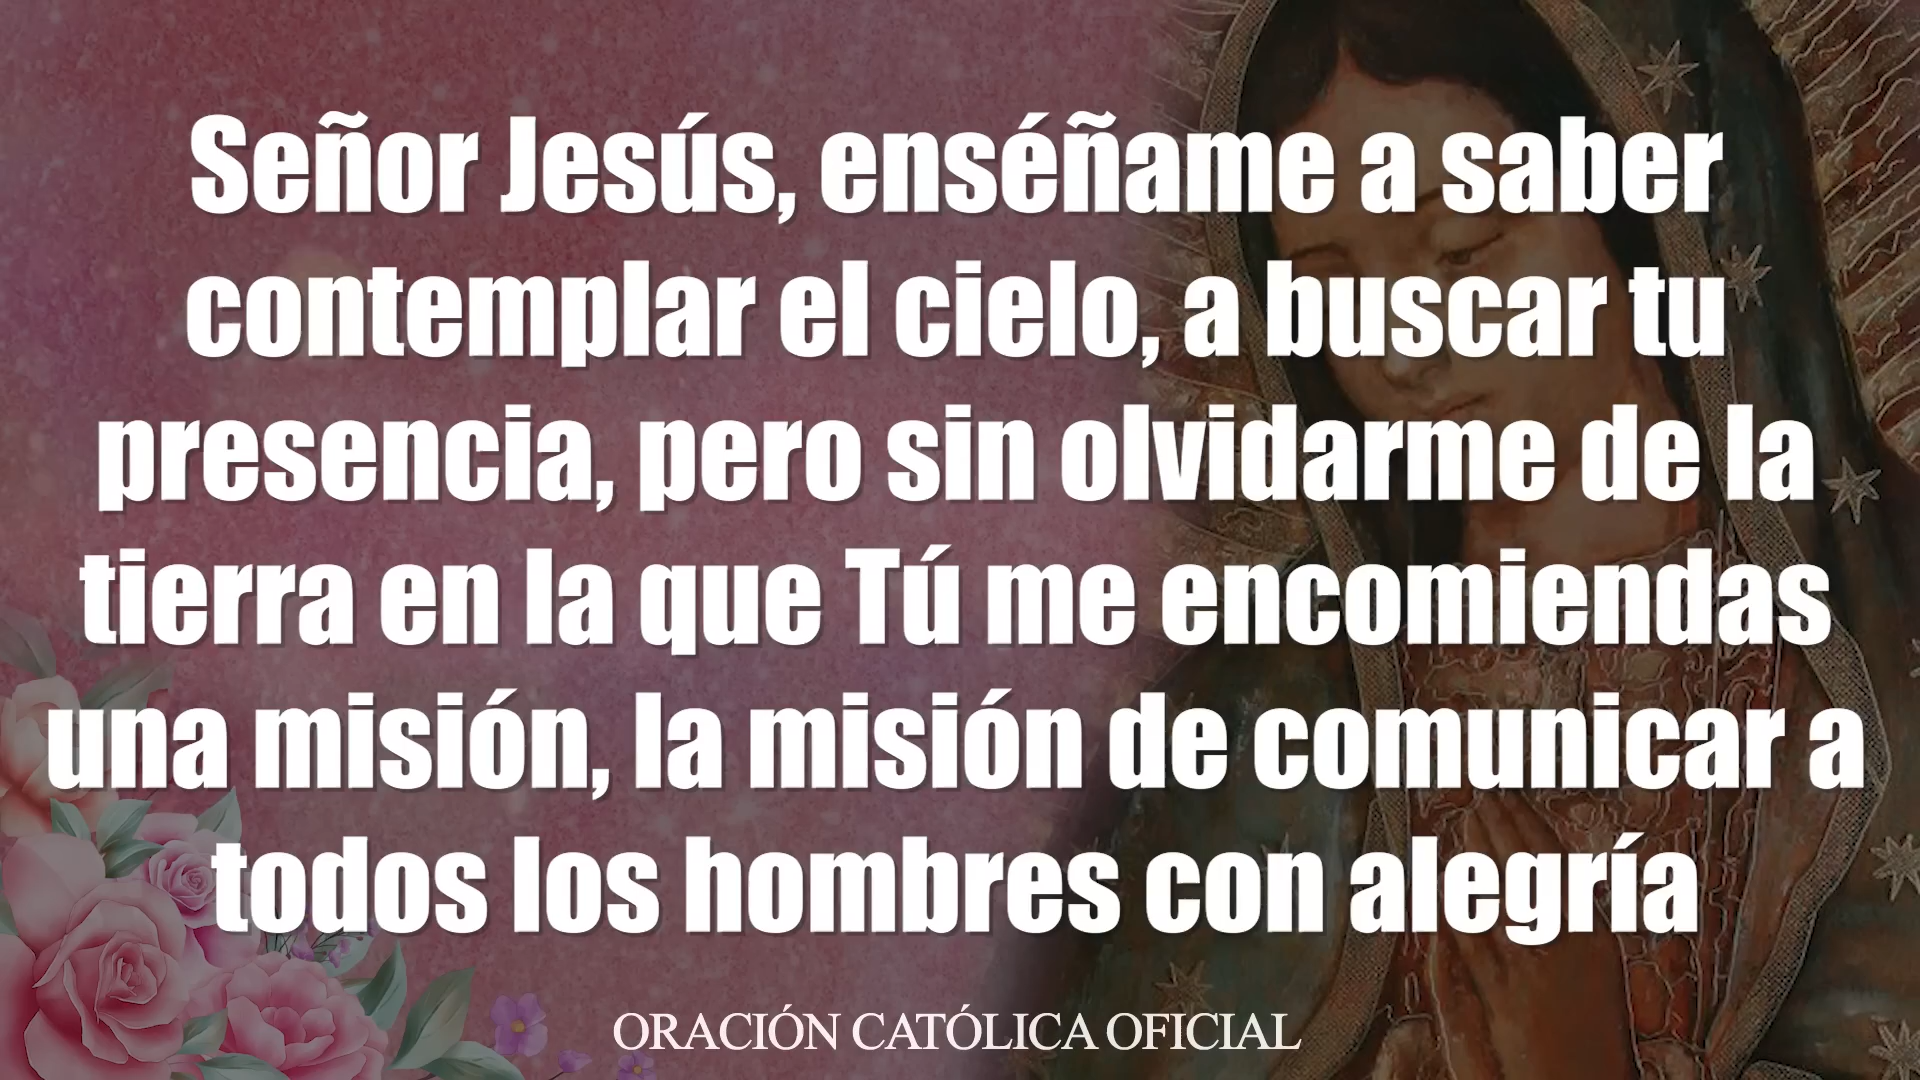 Señor Jesús, enséñame a saber
contemplar el cielo, a buscar tu
presencia, pero sin olvidarme de la
tierra en la que Tú me encomiendas
una misión, la misión de comunicar a
todos los hombres con alegría
ORACIÓN CATÓLICA OFICIAL